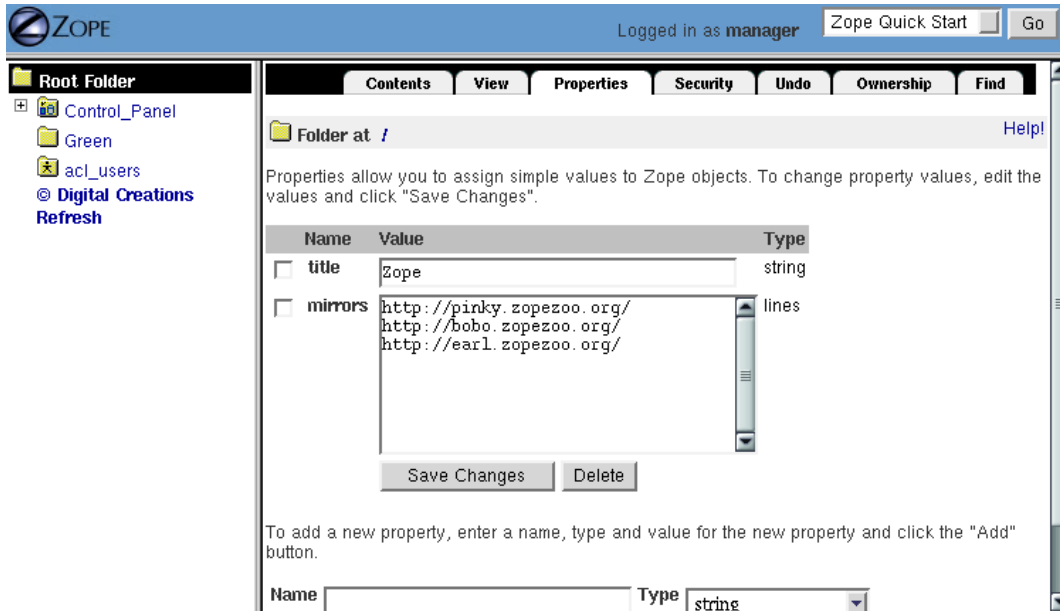 ZOPE
Logged in as manager
Zope Quick Start
Go
Root Folder
Control_Panel
Green
acl_users
© Digital Creations
Refresh
Contents
View
Properties
Security
Undo
Ownership
Find
Folder at /
Help!
Properties allow you to assign simple values to Zope objects. To change property values, edit the
values and click "Save Changes".
Name Value Type
title Zope string
mirrors http://pinky.zopezoo.org/ lines
http://bobo.zopezoo.org/
http://earl.zopezoo.org/
Save Changes Delete
To add a new property, enter a name, type and value for the new property and click the "Add"
button.
Name Type string